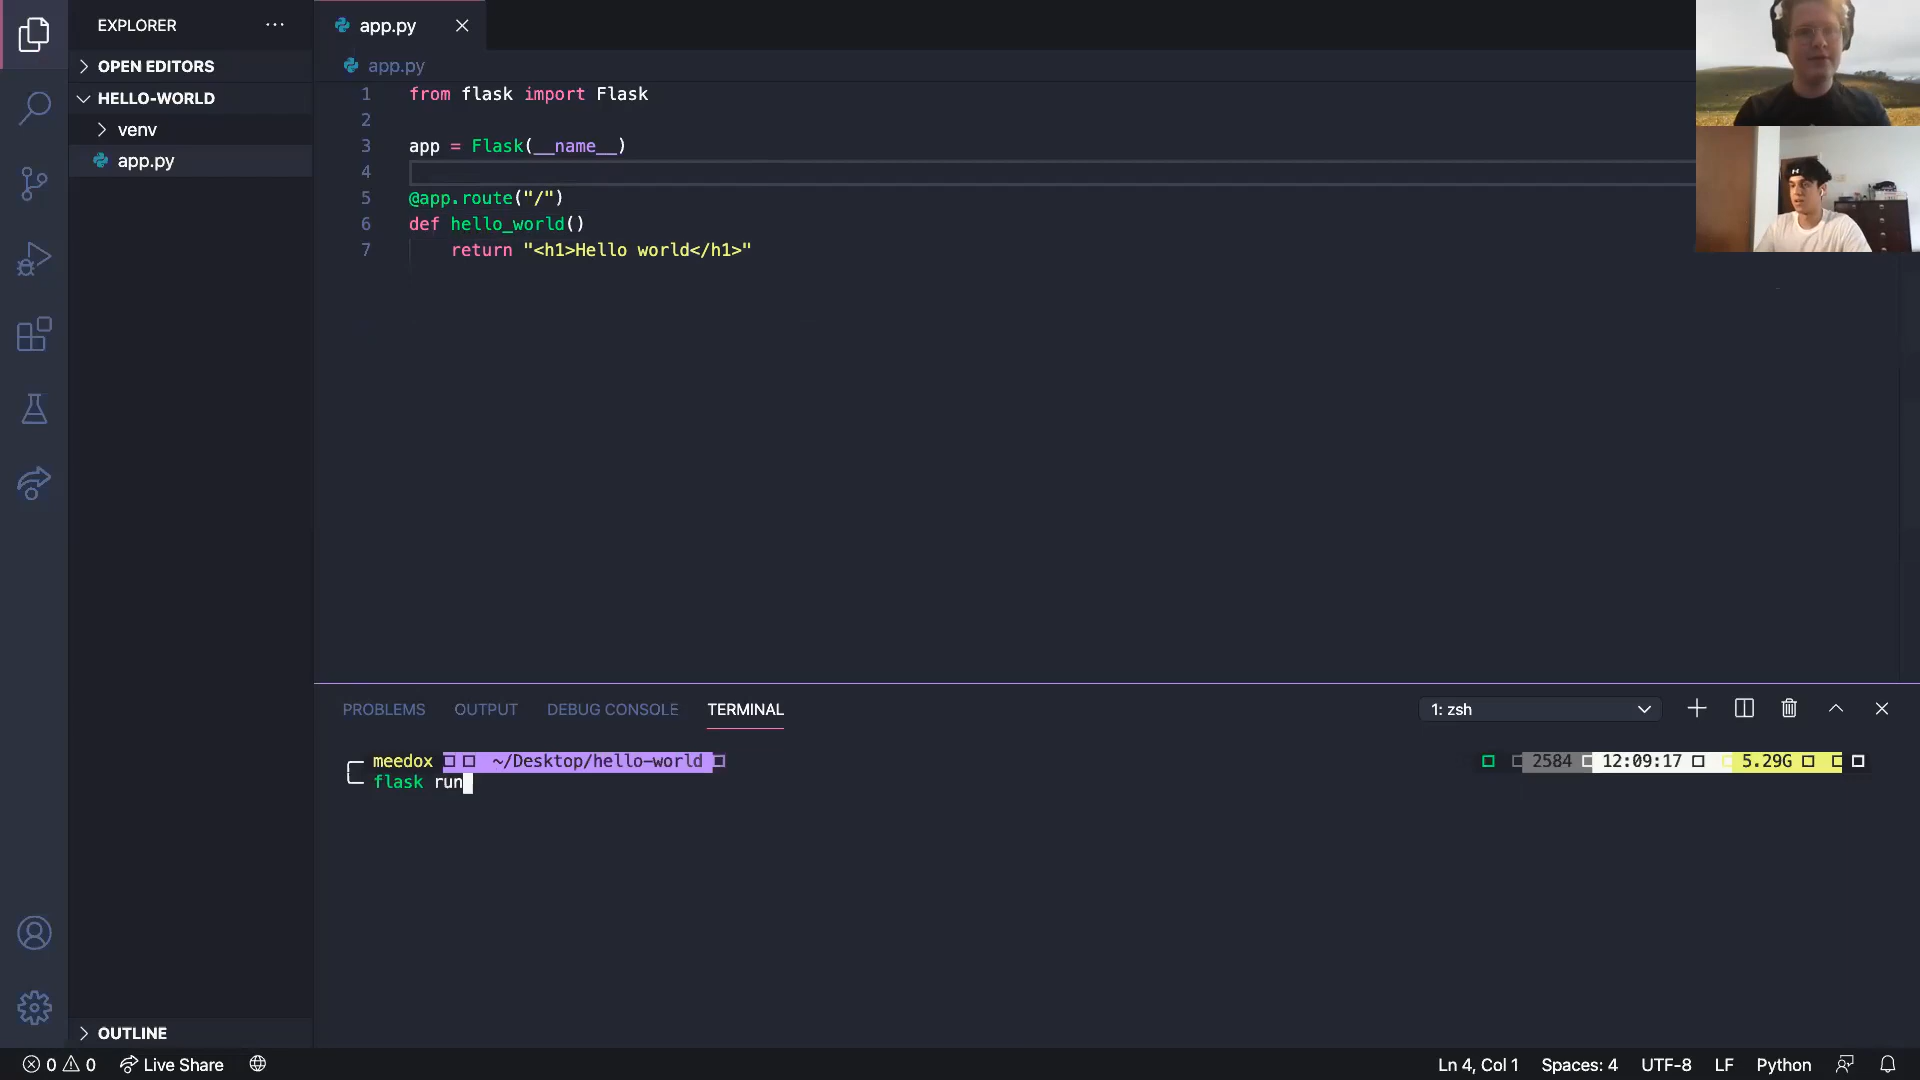 EXPLORER
OPEN EDITORS
HELLO-WORLD
venv
app.py
app.py
app.py
1 from flask import Flask
2
3 app = Flask(__name__)
4
5 @app.route("/")
6 def hello_world()
7 return "<h1>Hello world</h1>"
PROBLEMS OUTPUT DEBUG CONSOLE TERMINAL 1: zsh
meedox ~/Desktop/hello-world 2584 12:09:17 5.29G
flask run
OUTLINE
0 0 Live Share Ln 4, Col 1 Spaces: 4 UTF-8 LF Python